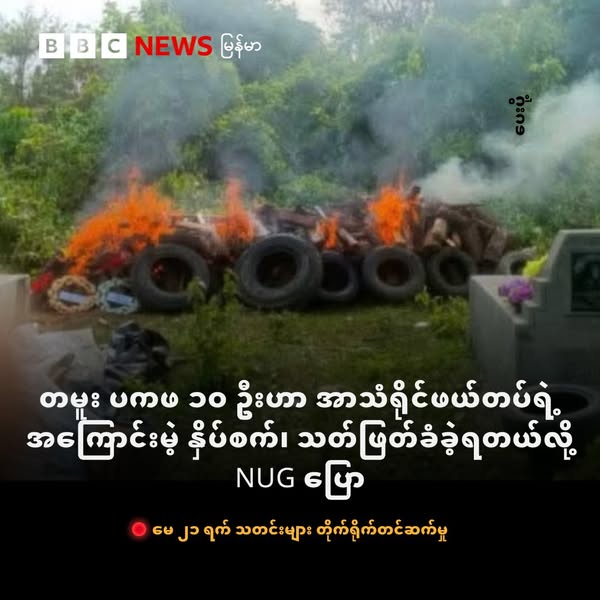 BBC NEWS မြန်မာ
ပေးပို့
တမူး ပကဖ ၁၀ ဦးဟာ အာသံရိုင်ဖယ်တပ်ရဲ့
အကြောင်းမဲ့ နှိပ်စက်၊ သတ်ဖြတ်ခံခဲ့ရတယ်လို့
NUG ပြော
မေ ၂၁ ရက် သတင်းများ တိုက်ရိုက်တင်ဆက်မှု